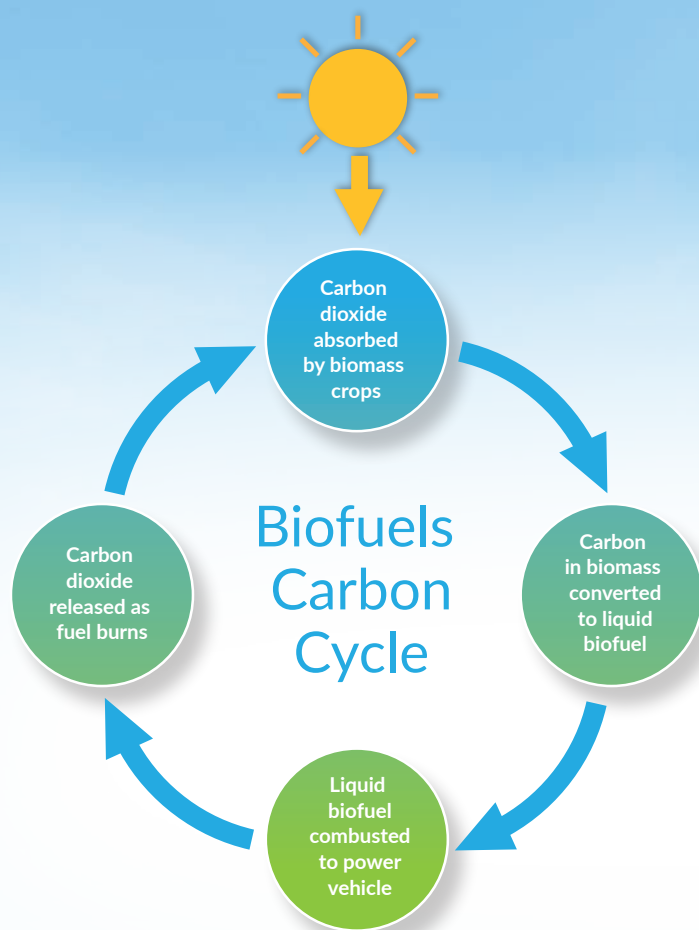 Carbon
dioxide
absorbed
by biomass
crops
Biofuels
Carbon
Cycle
Carbon
in biomass
converted
to liquid
biofuel
Liquid
biofuel
combusted
to power
vehicle
Carbon
dioxide
released as
fuel burns